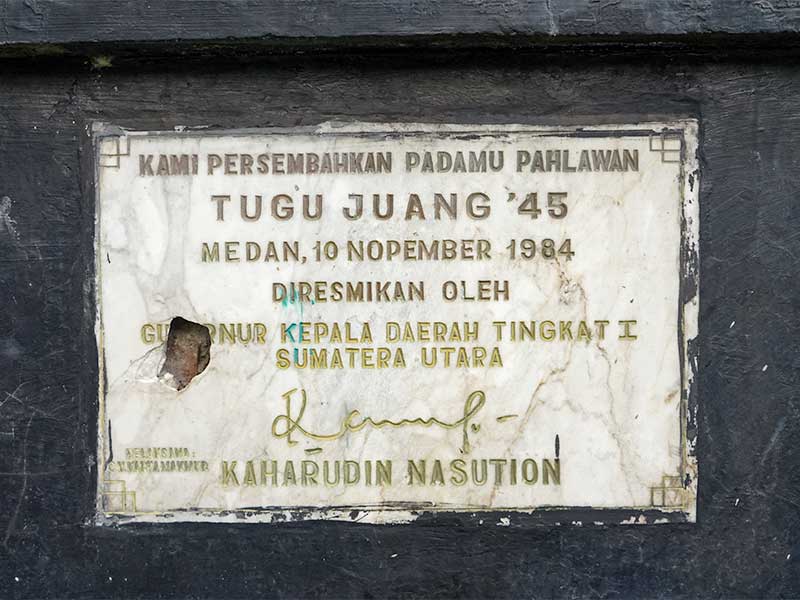 KAMI PERSEMBAHKAN PADAMU PAHLAWAN
TUGU JUANG '45
MEDAN, 10 NOPEMBER 1984
DIRESMIKAN OLEH
GUBERNUR KEPALA DAERAH TINGKAT I
SUMATERA UTARA
PELAKSANA:
KAHARUDIN NASUTION